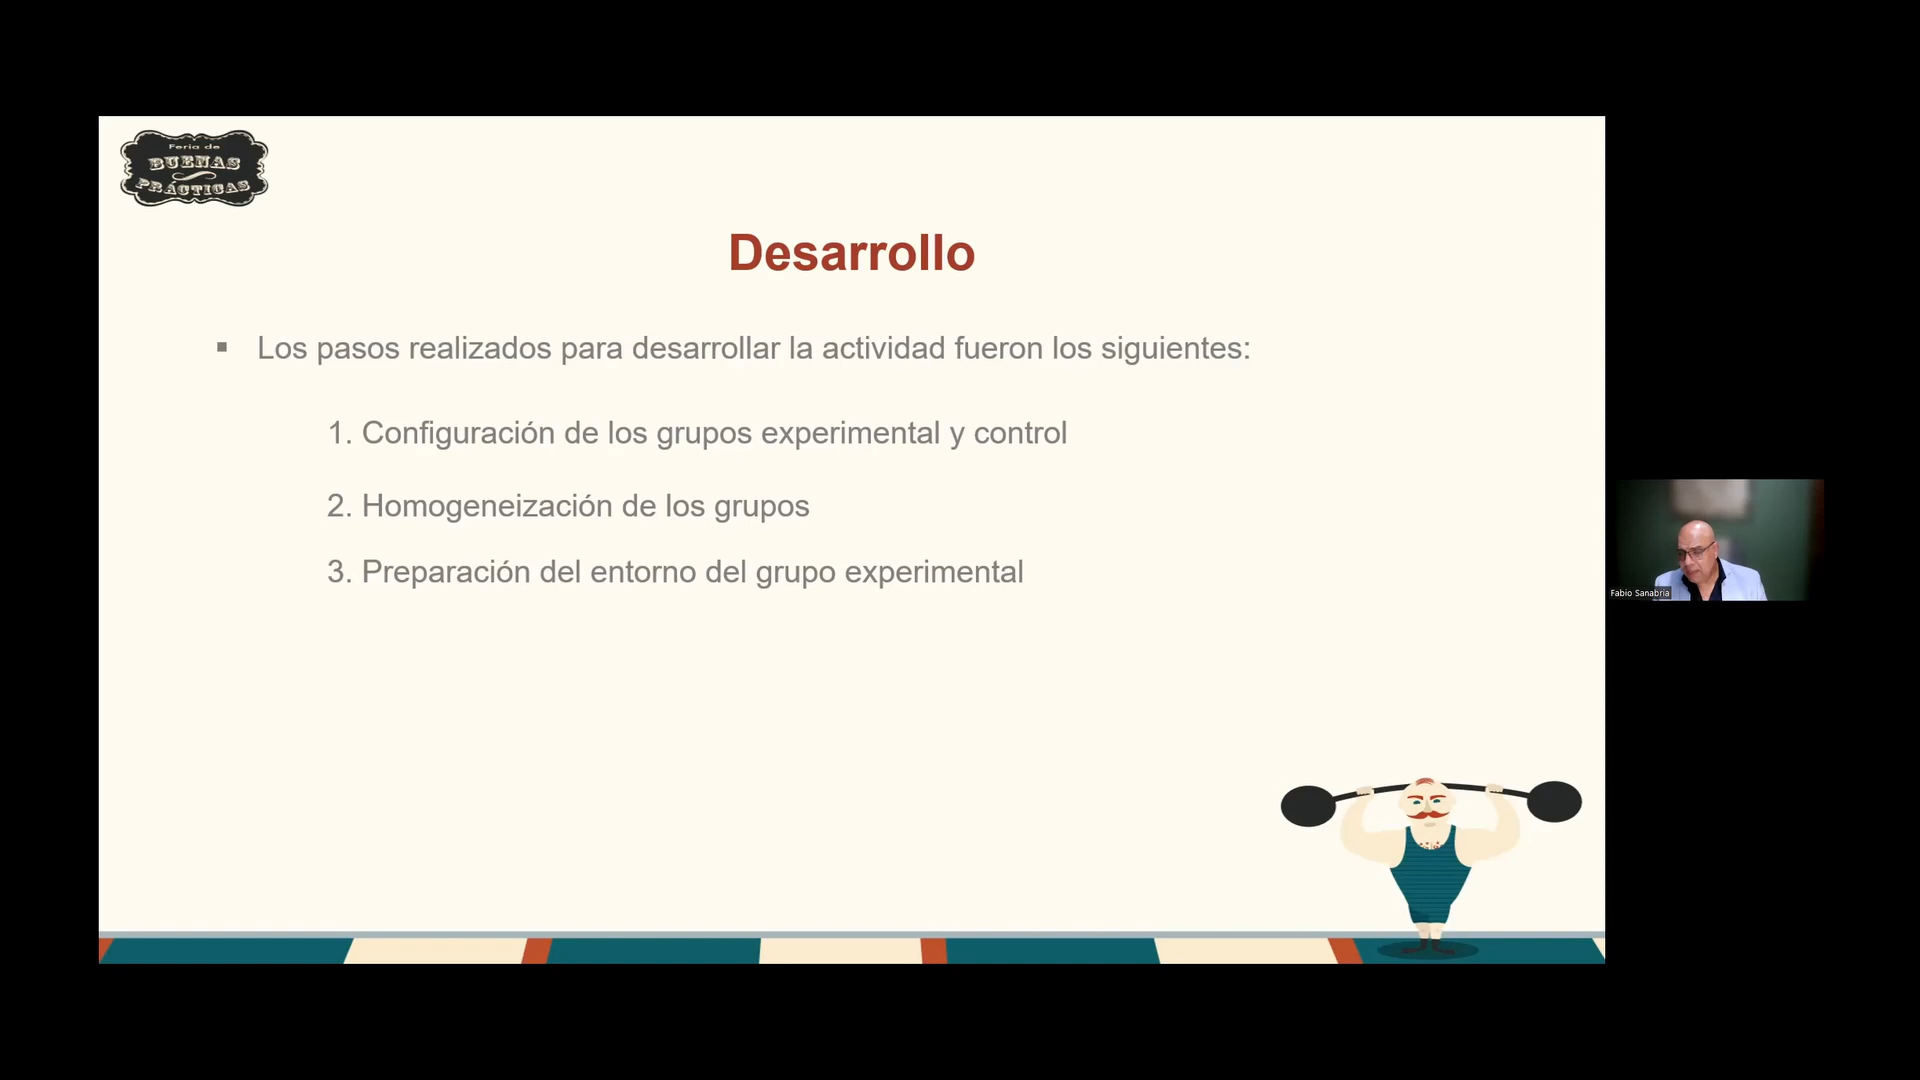 Feria de
BUENAS
PRÁCTICAS
Desarrollo
▪ Los pasos realizados para desarrollar la actividad fueron los siguientes:
1. Configuración de los grupos experimental y control
2. Homogeneización de los grupos
3. Preparación del entorno del grupo experimental
Fabio Sanabria